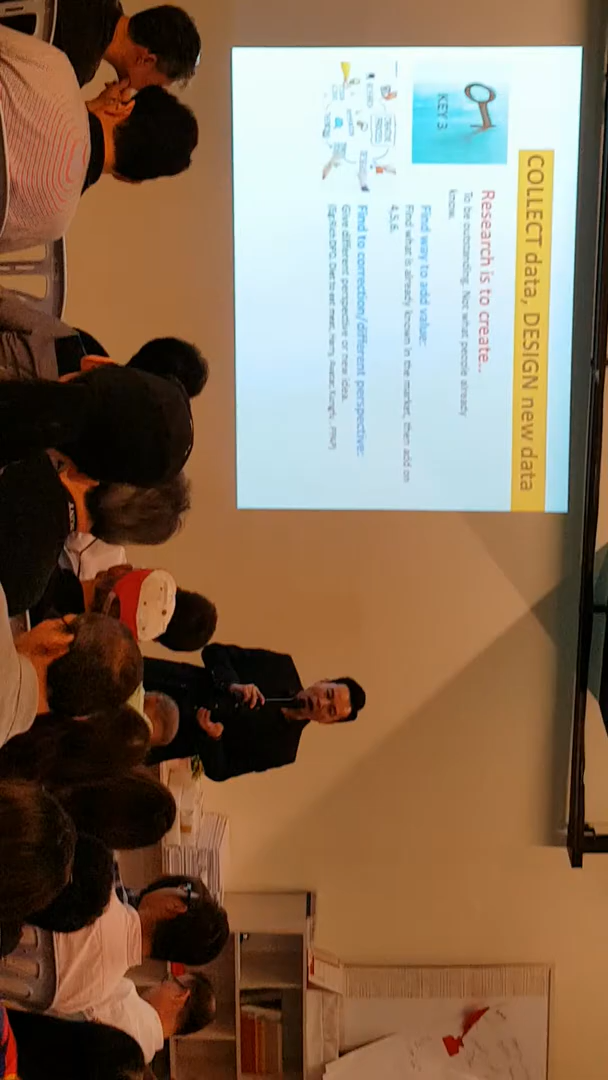 COLLECT data, DESIGN new data
KEY 3:
Research is to create..
To be outstanding. Not what people already
know.
Find way to add value:
Find what is already known in the market, then add on
4,5,6.
Find to correction/different perspective:
Give different perspective or new idea.